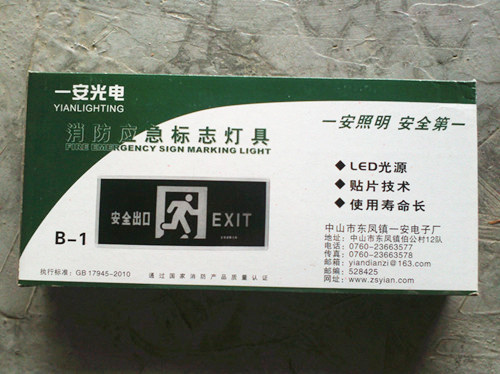 一安光电
YIANLIGHTING
消防应急标志灯具
FIRE EMERGENCY SIGN MARKING LIGHT
安全出口 EXIT
B-1
执行标准：GB 17945-2010
通过国家消防产品质量认证
一安照明 安全第一
◆LED光源
◆贴片技术
◆使用寿命长
中山市东凤镇一安电子厂
地址：中山市东凤镇伯公村12队
电话：0760-23663577
传真：0760-23663578
邮箱：yiandianzi@163.com
邮编：528425
网址：www.zsyian.com